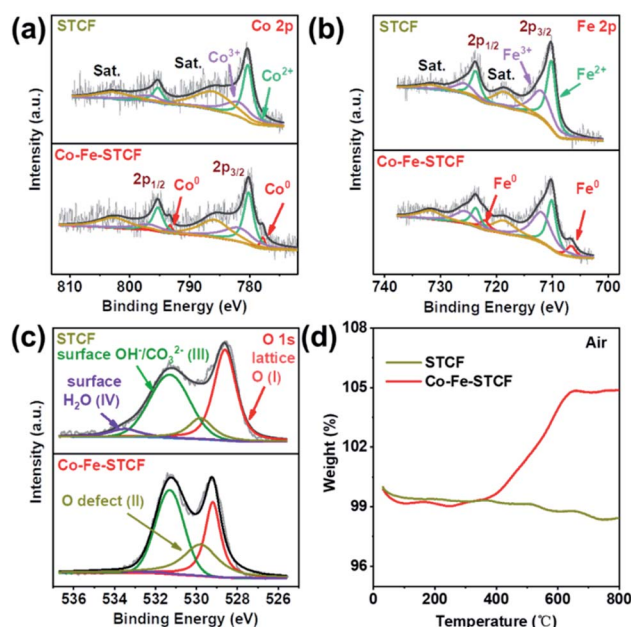 (a)
STCF
Co 2p
Sat.
Sat.
Co³⁺
Co²⁺
Co-Fe-STCF
2p1/2
Co⁰
2p3/2
Co⁰
Intensity (a.u.)
810 800 790 780 772
Binding Energy (eV)
(b)
STCF
Fe 2p
Sat.
2p1/2
Sat.
2p3/2
Fe³⁺
Fe²⁺
Co-Fe-STCF
Fe⁰
Fe⁰
Intensity (a.u.)
740 730 720 710 700
Binding Energy (eV)
(c)
STCF
surface OH⁻/CO₃²⁻ (III)
O 1s
lattice
O (I)
surface
H₂O (IV)
Co-Fe-STCF
O defect (II)
Intensity (a.u.)
536 534 532 530 528 526
Binding Energy (eV)
(d)
Air
STCF
Co-Fe-STCF
Weight (%)
108
105
102
99
96
0 200 400 600 800
Temperature (℃)